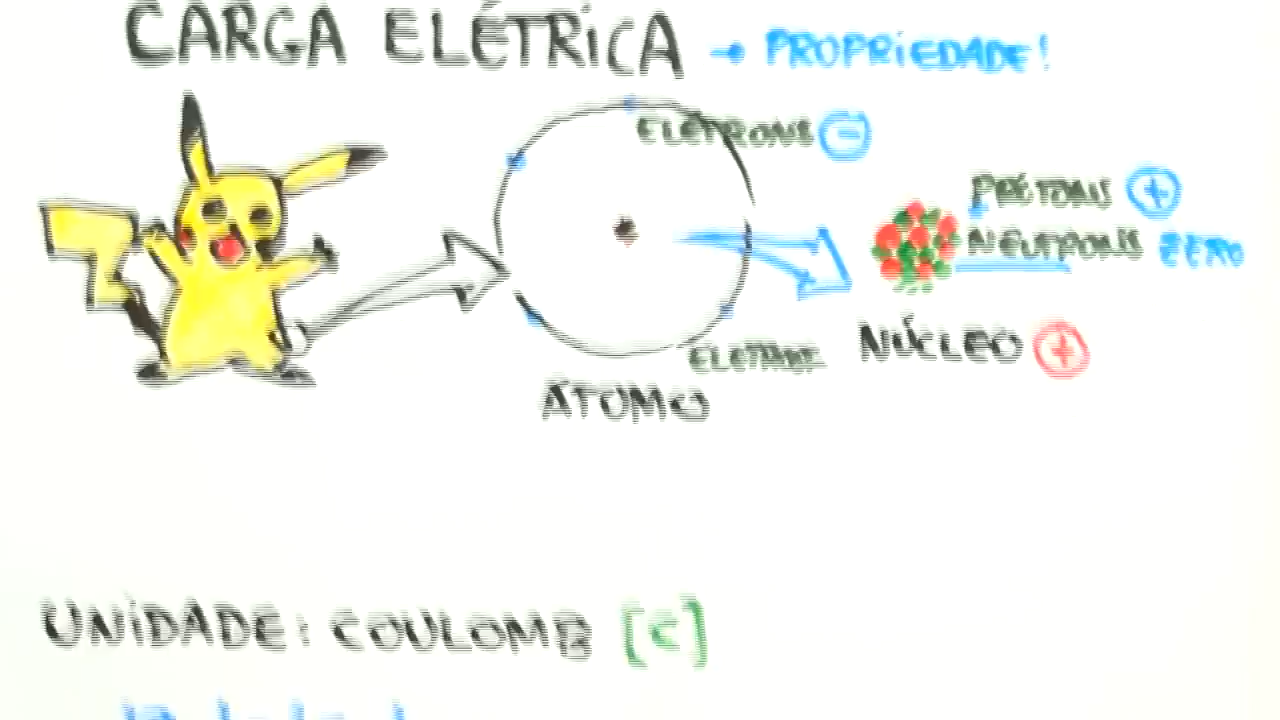 CARGA ELÉTRICA → PROPRIEDADE!
ELÉTRONS −
PRÓTONS +
NEUTRONS ZERO
NÚCLEO +
ÁTOMO
UNIDADE: COULOMB [C]